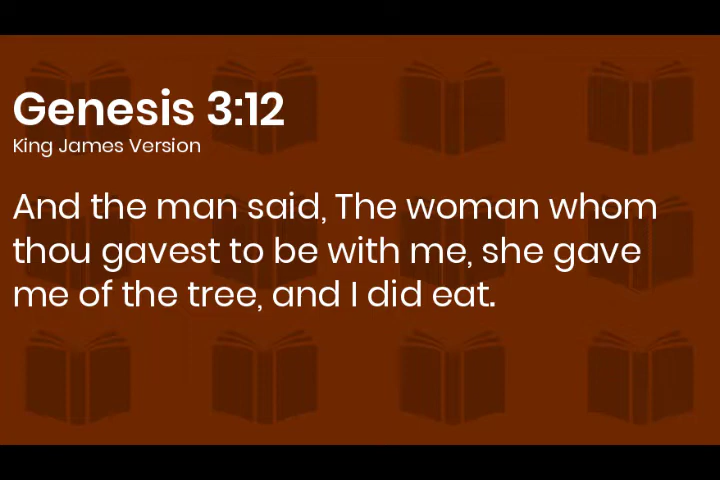 Genesis 3:12
King James Version
And the man said, The woman whom
thou gavest to be with me, she gave
me of the tree, and I did eat.